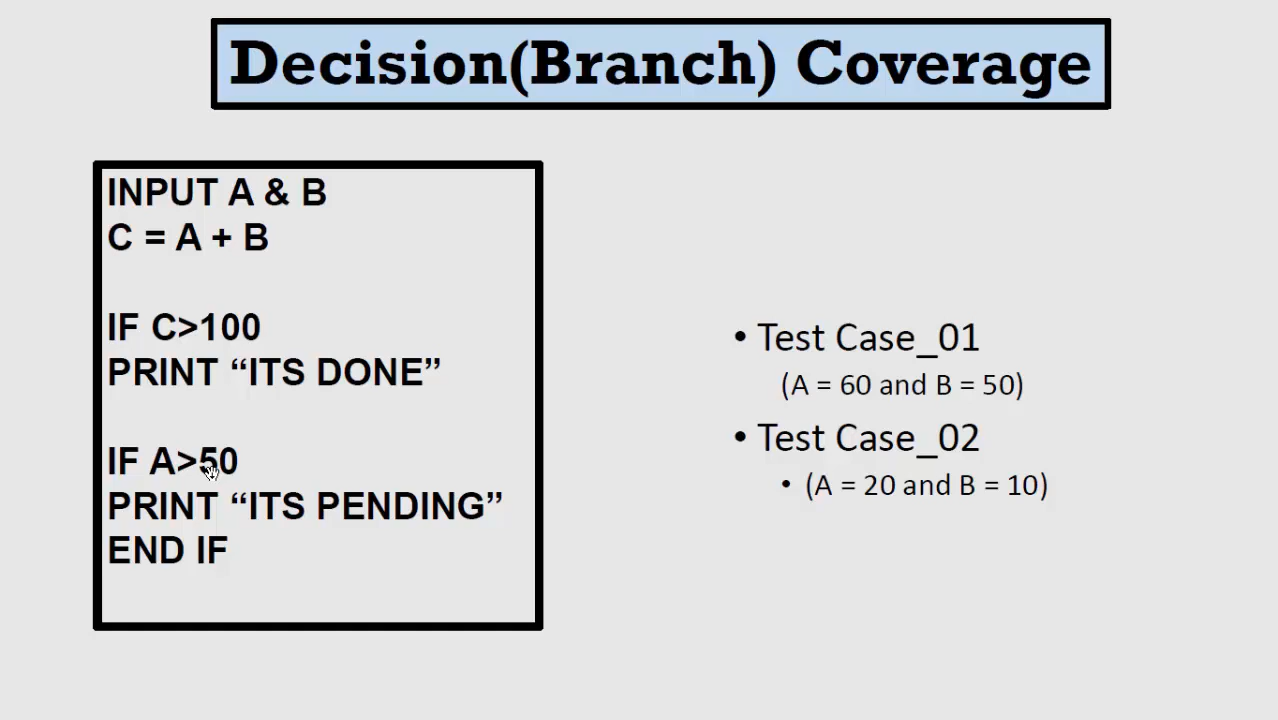 Decision(Branch) Coverage
INPUT A & B
C = A + B
IF C>100
PRINT “ITS DONE”
IF A>50
PRINT “ITS PENDING”
END IF
• Test Case_01
(A = 60 and B = 50)
• Test Case_02
• (A = 20 and B = 10)